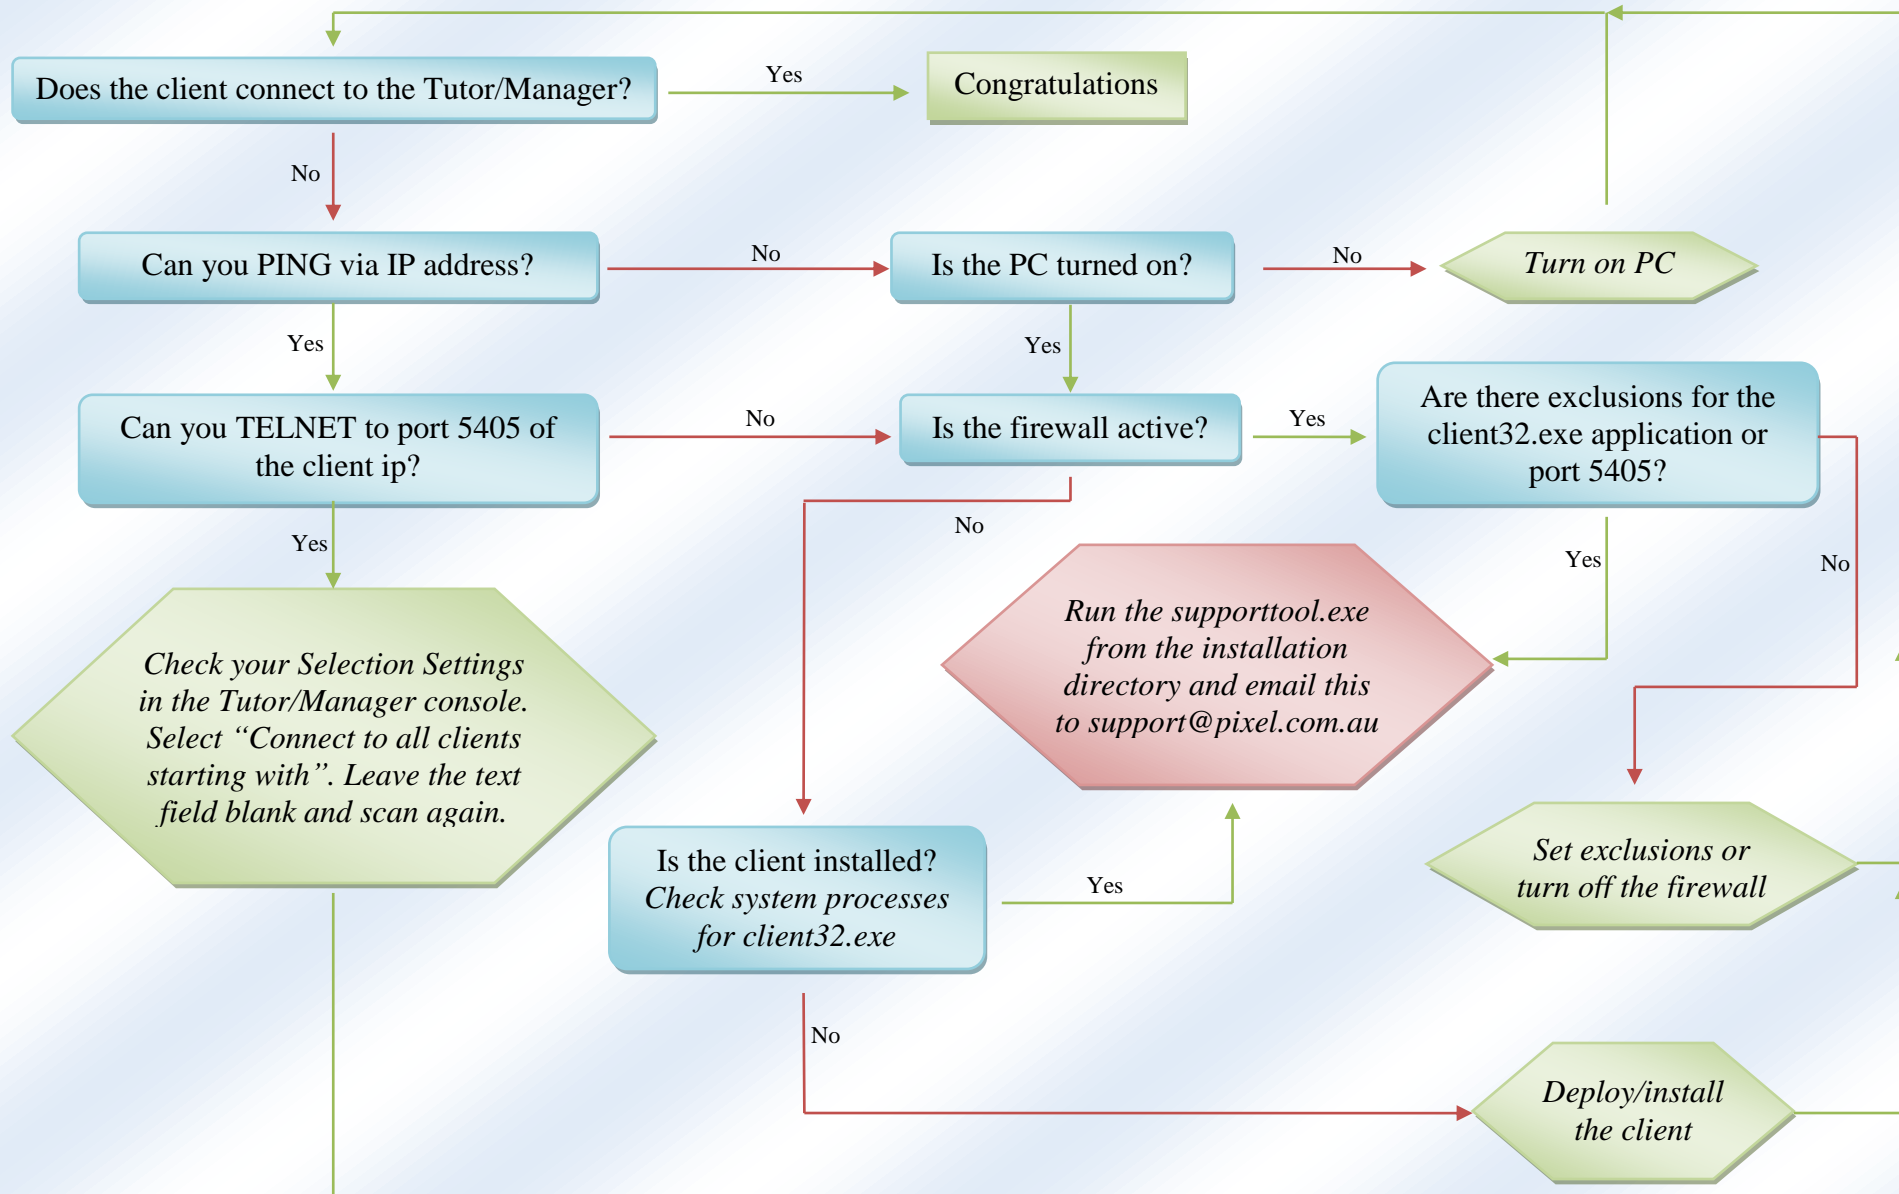 Does the client connect to the Tutor/Manager?
Yes
Congratulations
No
Can you PING via IP address?
No
Is the PC turned on?
No
Turn on PC
Yes
Yes
Can you TELNET to port 5405 of
the client ip?
No
Is the firewall active?
Yes
Are there exclusions for the
client32.exe application or
port 5405?
Yes
No
Yes
No
Check your Selection Settings
in the Tutor/Manager console.
Select “Connect to all clients
starting with”. Leave the text
field blank and scan again.
Run the supporttool.exe
from the installation
directory and email this
to support@pixel.com.au
Is the client installed?
Check system processes
for client32.exe
Yes
Set exclusions or
turn off the firewall
No
Deploy/install
the client